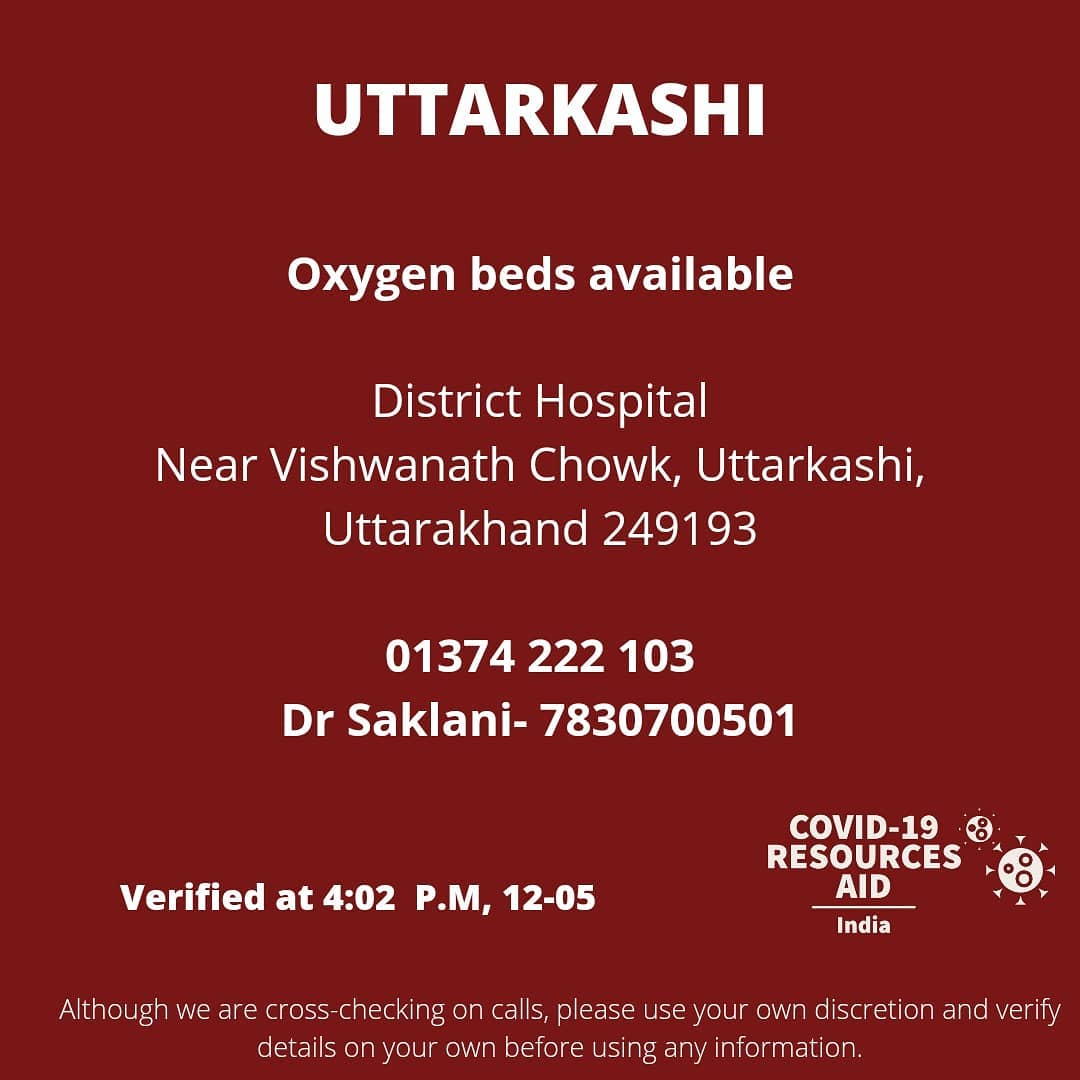 UTTARKASHI
Oxygen beds available
District Hospital
Near Vishwanath Chowk, Uttarkashi,
Uttarakhand 249193
01374 222 103
Dr Saklani- 7830700501
COVID-19
RESOURCES
AID
India
Verified at 4:02  P.M, 12-05
Although we are cross-checking on calls, please use your own discretion and verify
details on your own before using any information.